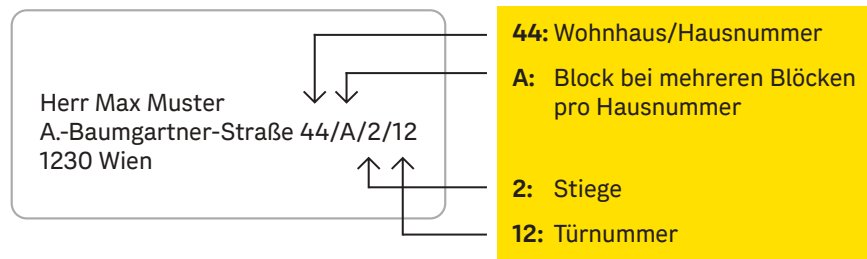 Herr Max Muster
A.-Baumgartner-Straße 44/A/2/12
1230 Wien
44: Wohnhaus/Hausnummer
A: Block bei mehreren Blöcken
pro Hausnummer
2: Stiege
12: Türnummer